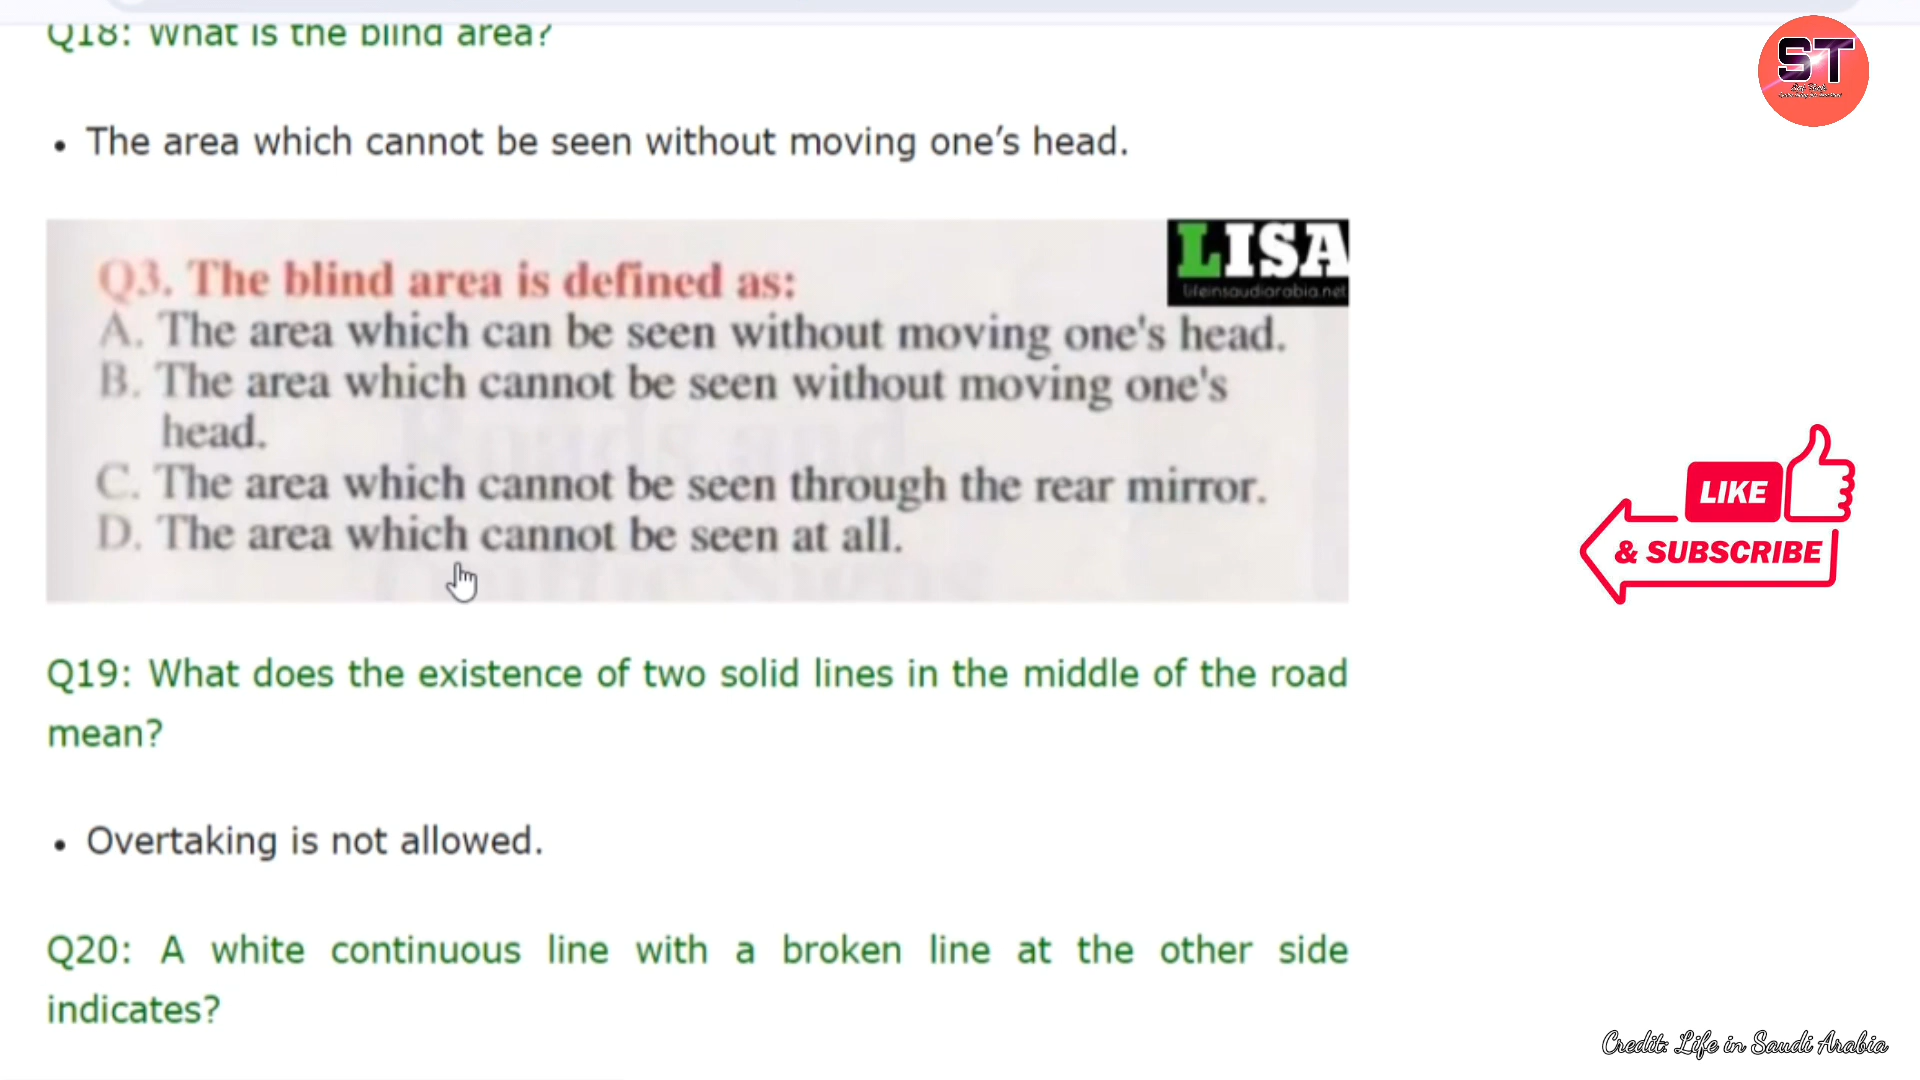 Q18: What is the blind area?
ST
• The area which cannot be seen without moving one’s head.
LISA
lifeinsaudiarabia.net
Q3. The blind area is defined as:
A. The area which can be seen without moving one's head.
B. The area which cannot be seen without moving one's
head.
C. The area which cannot be seen through the rear mirror.
D. The area which cannot be seen at all.
LIKE
& SUBSCRIBE
Q19: What does the existence of two solid lines in the middle of the road
mean?
• Overtaking is not allowed.
Q20: A white continuous line with a broken line at the other side
indicates?
Credit: Life in Saudi Arabia